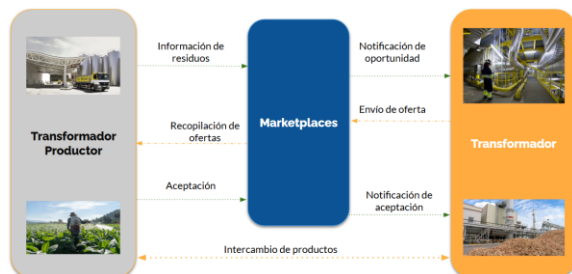 Información de
residuos
Notificación de
oportunidad
Envío de oferta
Marketplaces
Transformador
Productor
Recopilación de
ofertas
Transformador
Aceptación
Notificación de
aceptación
Intercambio de productos